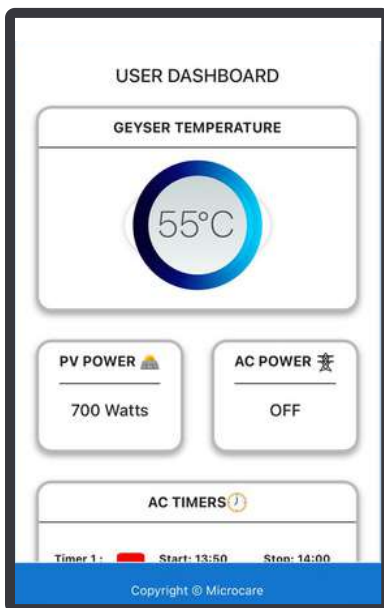 USER DASHBOARD
GEYSER TEMPERATURE
55°C
PV POWER
AC POWER
700 Watts
OFF
AC TIMERS
Timer 1 : Start: 13:50 Stop: 14:00
Copyright © Microcare